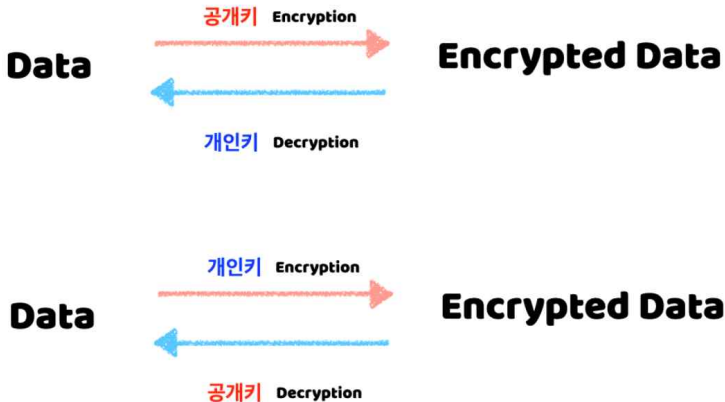 공개키 Encryption
Data
Encrypted Data
개인키 Decryption
개인키 Encryption
Data
Encrypted Data
공개키 Decryption